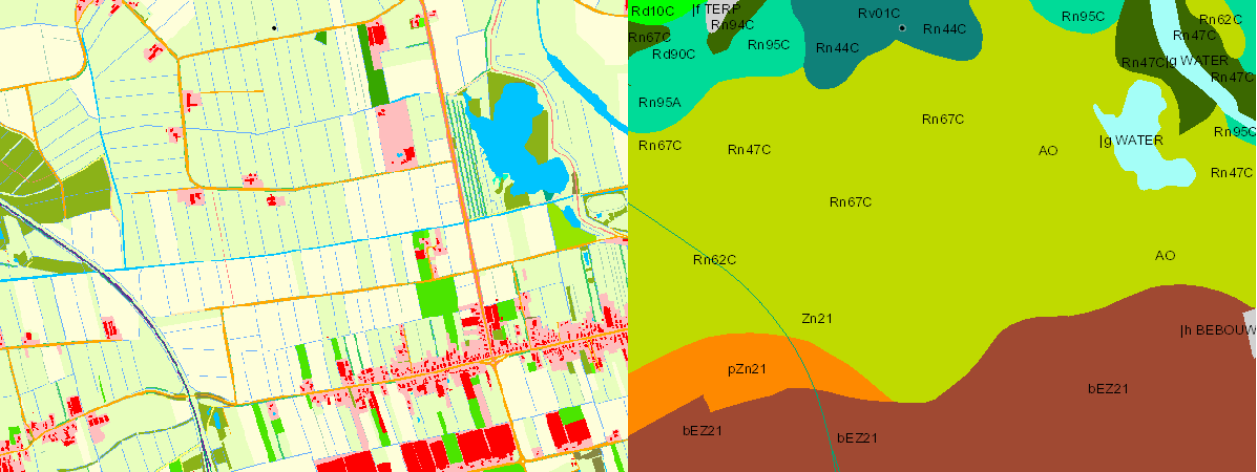 Rd10C
|f TERP
Rv01C
Rn95C
Rn62C
Rn94C
Rn44C
Rn67C
Rn47C
Rn95C
Rn44C
Rd90C
Rn47C
|g WATER
Rn47C
Rn95A
Rn67C
Rn95C
Rn67C
Rn47C
AO
|g WATER
Rn47C
Rn67C
Rn62C
AO
Zn21
|h BEBOUW
pZn21
bEZ21
bEZ21
bEZ21